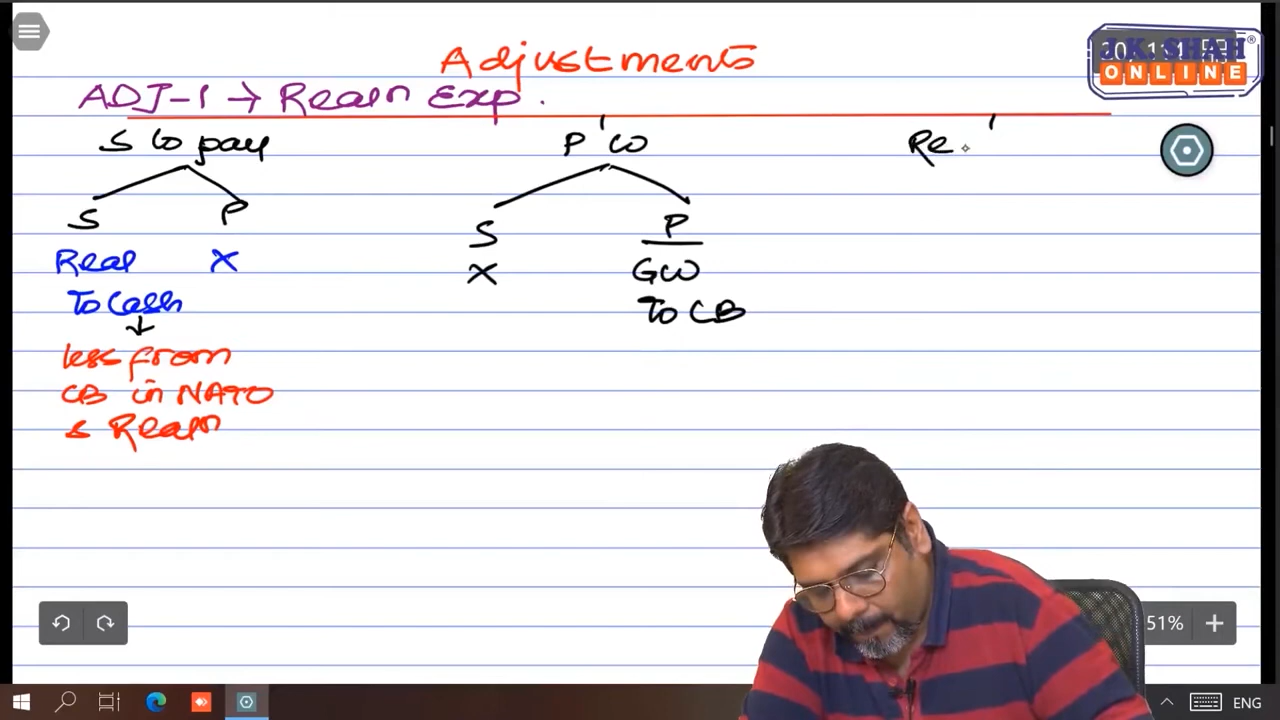 Adjustments
ADJ-1 → Realn Exp.
S to pay
P' Co
Re
S
P
S
P
Real
X
X
GW
To Cash
To CB
↓
less from
CB in NATO
& Realn
J.K. SHAH®
ONLINE
51%
ENG